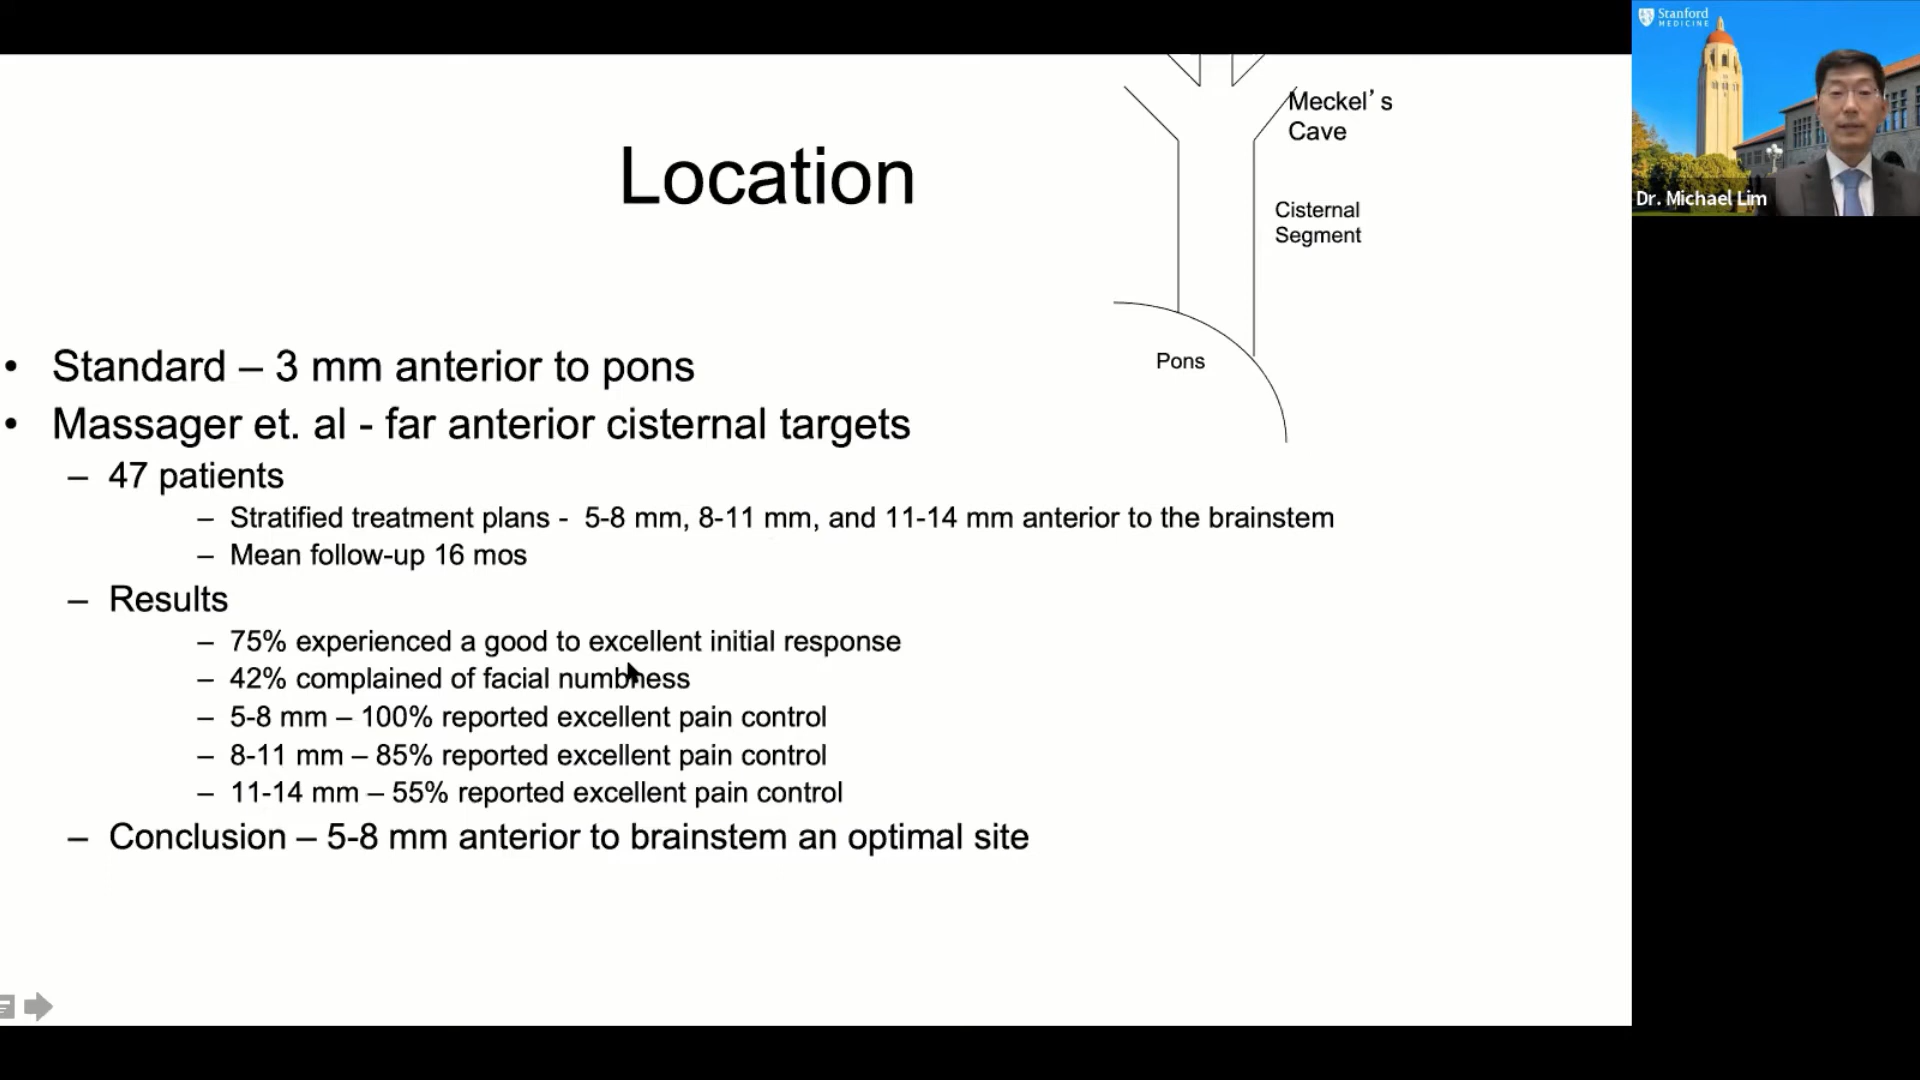 Stanford
MEDICINE
Dr. Michael Lim
Meckel's
Cave
Location
Cisternal
Segment
Pons
• Standard – 3 mm anterior to pons
• Massager et. al - far anterior cisternal targets
– 47 patients
– Stratified treatment plans - 5-8 mm, 8-11 mm, and 11-14 mm anterior to the brainstem
– Mean follow-up 16 mos
– Results
– 75% experienced a good to excellent initial response
– 42% complained of facial numbness
– 5-8 mm – 100% reported excellent pain control
– 8-11 mm – 85% reported excellent pain control
– 11-14 mm – 55% reported excellent pain control
– Conclusion – 5-8 mm anterior to brainstem an optimal site